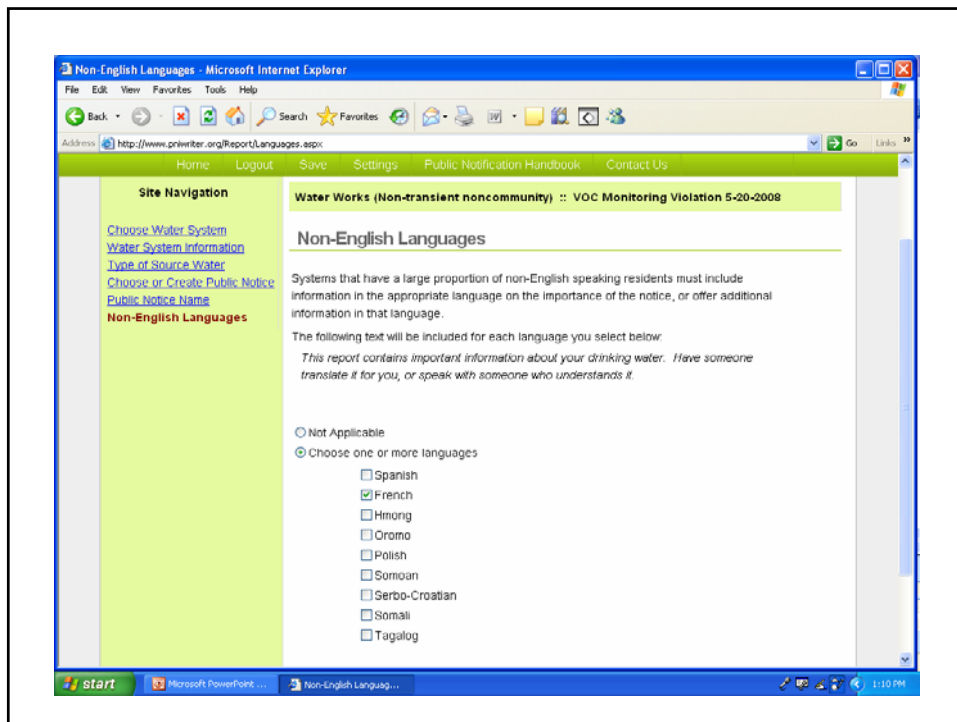 Non-English Languages - Microsoft Internet Explorer
File Edit View Favorites Tools Help
Back Search Favorites
Address http://www.pniwriter.org/Report/Languages.aspx Go Links »
Home Logout Save Settings Public Notification Handbook Contact Us
Site Navigation
Choose Water System
Water System Information
Type of Source Water
Choose or Create Public Notice
Public Notice Name
Non-English Languages
Water Works (Non-transient noncommunity) :: VOC Monitoring Violation 5-20-2008
Non-English Languages
Systems that have a large proportion of non-English speaking residents must include
information in the appropriate language on the importance of the notice, or offer additional
information in that language.
The following text will be included for each language you select below:
This report contains important information about your drinking water. Have someone
translate it for you, or speak with someone who understands it.
Not Applicable
Choose one or more languages
Spanish
French
Hmong
Oromo
Polish
Somoan
Serbo-Croatian
Somali
Tagalog
start Microsoft PowerPoint ... Non-English Languag... 1:10 PM